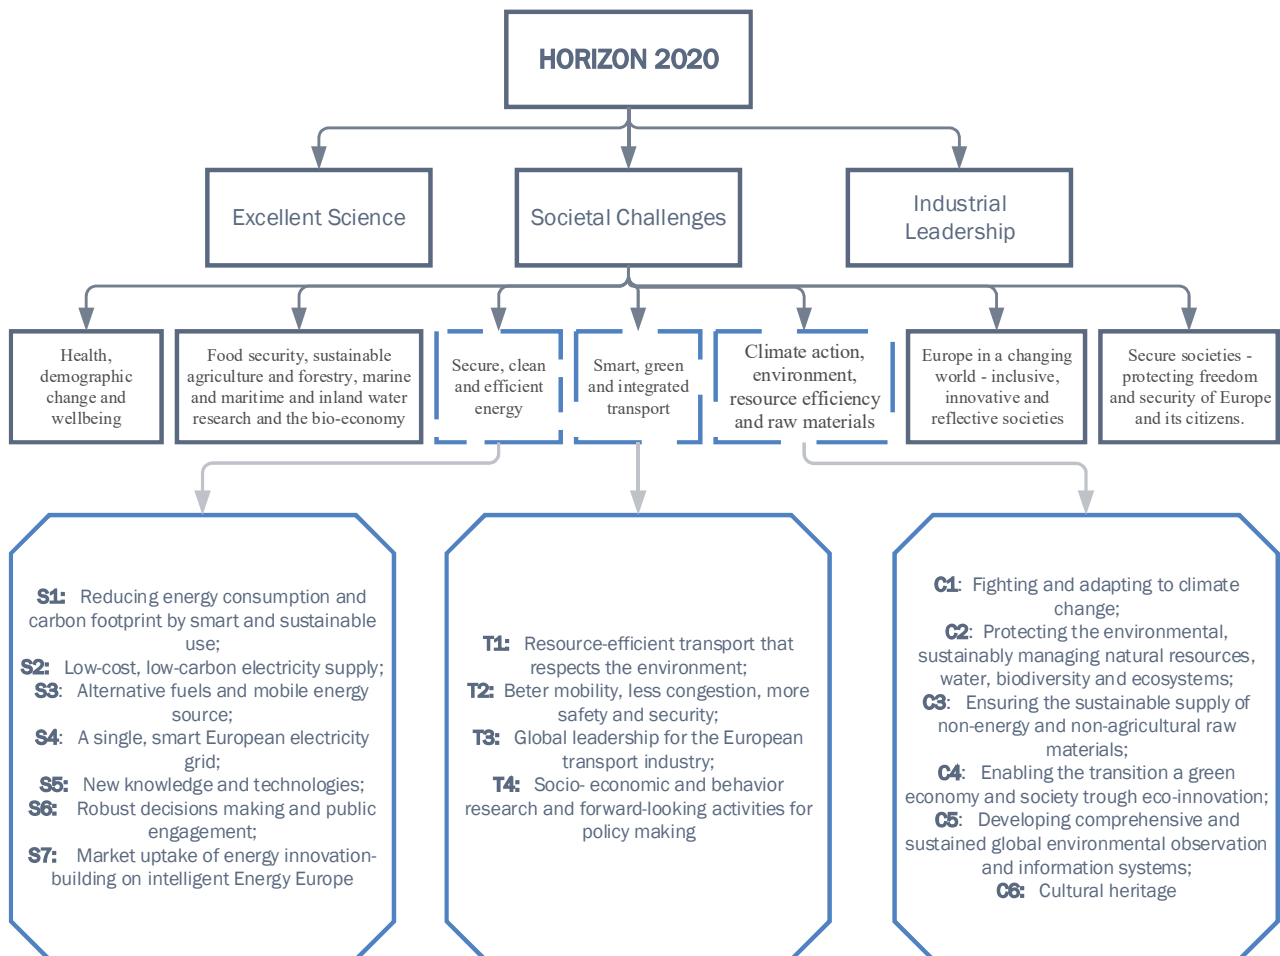 HORIZON 2020
Excellent Science
Societal Challenges
Industrial
Leadership
Health,
demographic
change and
wellbeing
Food security, sustainable
agriculture and forestry, marine
and maritime and inland water
research and the bio-economy
Secure, clean
and efficient
energy
Smart, green
and integrated
transport
Climate action,
environment,
resource efficiency
and raw materials
Europe in a changing
world - inclusive,
innovative and
reflective societies
Secure societies -
protecting freedom
and security of Europe
and its citizens.
S1: Reducing energy consumption and
carbon footprint by smart and sustainable
use;
S2: Low-cost, low-carbon electricity supply;
S3: Alternative fuels and mobile energy
source;
S4: A single, smart European electricity
grid;
S5: New knowledge and technologies;
S6: Robust decisions making and public
engagement;
S7: Market uptake of energy innovation-
building on intelligent Energy Europe
T1: Resource-efficient transport that
respects the environment;
T2: Beter mobility, less congestion, more
safety and security;
T3: Global leadership for the European
transport industry;
T4: Socio- economic and behavior
research and forward-looking activities for
policy making
C1: Fighting and adapting to climate
change;
C2: Protecting the environmental,
sustainably managing natural resources,
water, biodiversity and ecosystems;
C3: Ensuring the sustainable supply of
non-energy and non-agricultural raw
materials;
C4: Enabling the transition a green
economy and society trough eco-innovation;
C5: Developing comprehensive and
sustained global environmental observation
and information systems;
C6: Cultural heritage